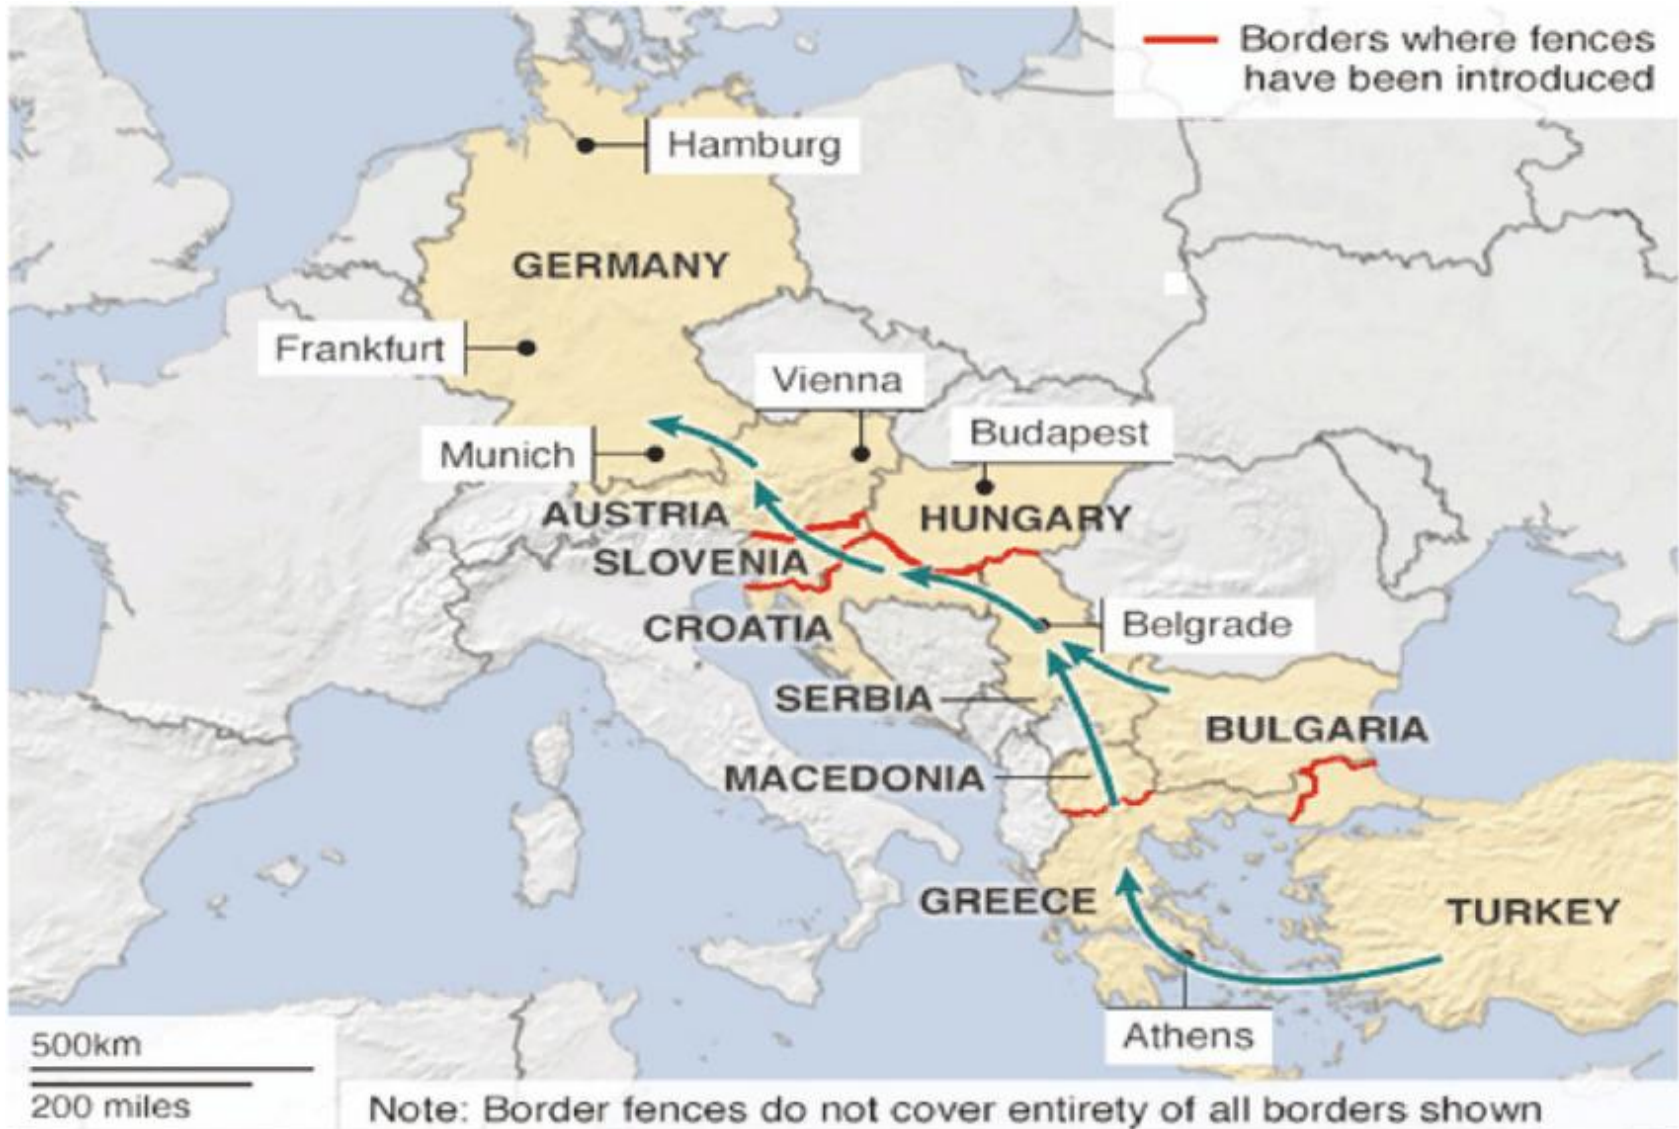 Borders where fences
have been introduced
Hamburg
GERMANY
Frankfurt
Vienna
Budapest
Munich
AUSTRIA
HUNGARY
SLOVENIA
CROATIA
Belgrade
SERBIA
BULGARIA
MACEDONIA
GREECE
TURKEY
Athens
500km
200 miles
Note: Border fences do not cover entirety of all borders shown